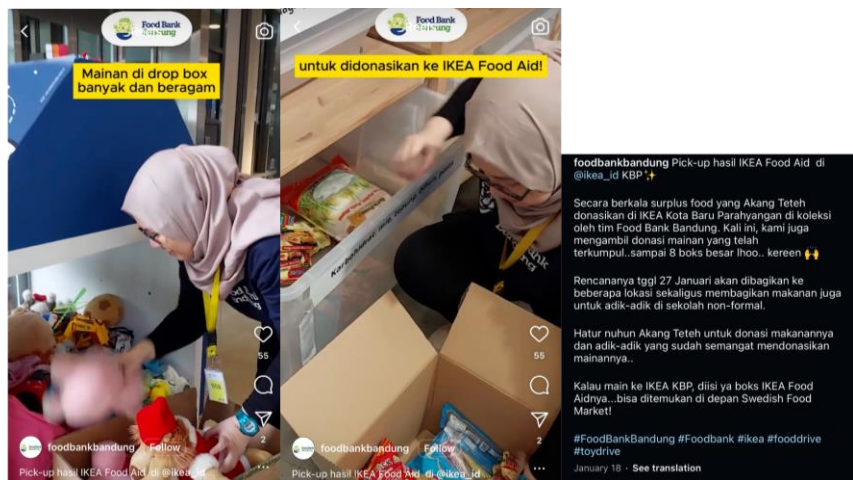 Food Bank
Mainan di drop box
banyak dan beragam
55
2
foodbankbandung Follow
Pick-up hasil IKEA Food Aid di @ikea_id
Food Bank
untuk didonasikan ke IKEA Food Aid!
55
2
foodbankbandung Follow
Pick-up hasil IKEA Food Aid di @ikea_id
foodbankbandung Pick-up hasil IKEA Food Aid di
@ikea_id KBP✨
Secara berkala surplus food yang Akang Teteh
donasikan di IKEA Kota Baru Parahyangan di koleksi
oleh tim Food Bank Bandung. Kali ini, kami juga
mengambil donasi mainan yang telah
terkumpul..sampai 8 boks besar lhoo.. kereen 🙌
Rencananya tggl 27 Januari akan dibagikan ke
beberapa lokasi sekaligus membagikan makanan juga
untuk adik-adik di sekolah non-formal.
Hatur nuhun Akang Teteh untuk donasi makanannya
dan adik-adik yang sudah semangat mendonasikan
mainannya..
Kalau main ke IKEA KBP, diisi ya boks IKEA Food
Aidnya...bisa ditemukan di depan Swedish Food
Market!
#FoodBankBandung #Foodbank #ikea #fooddrive
#toydrive
January 18 · See translation